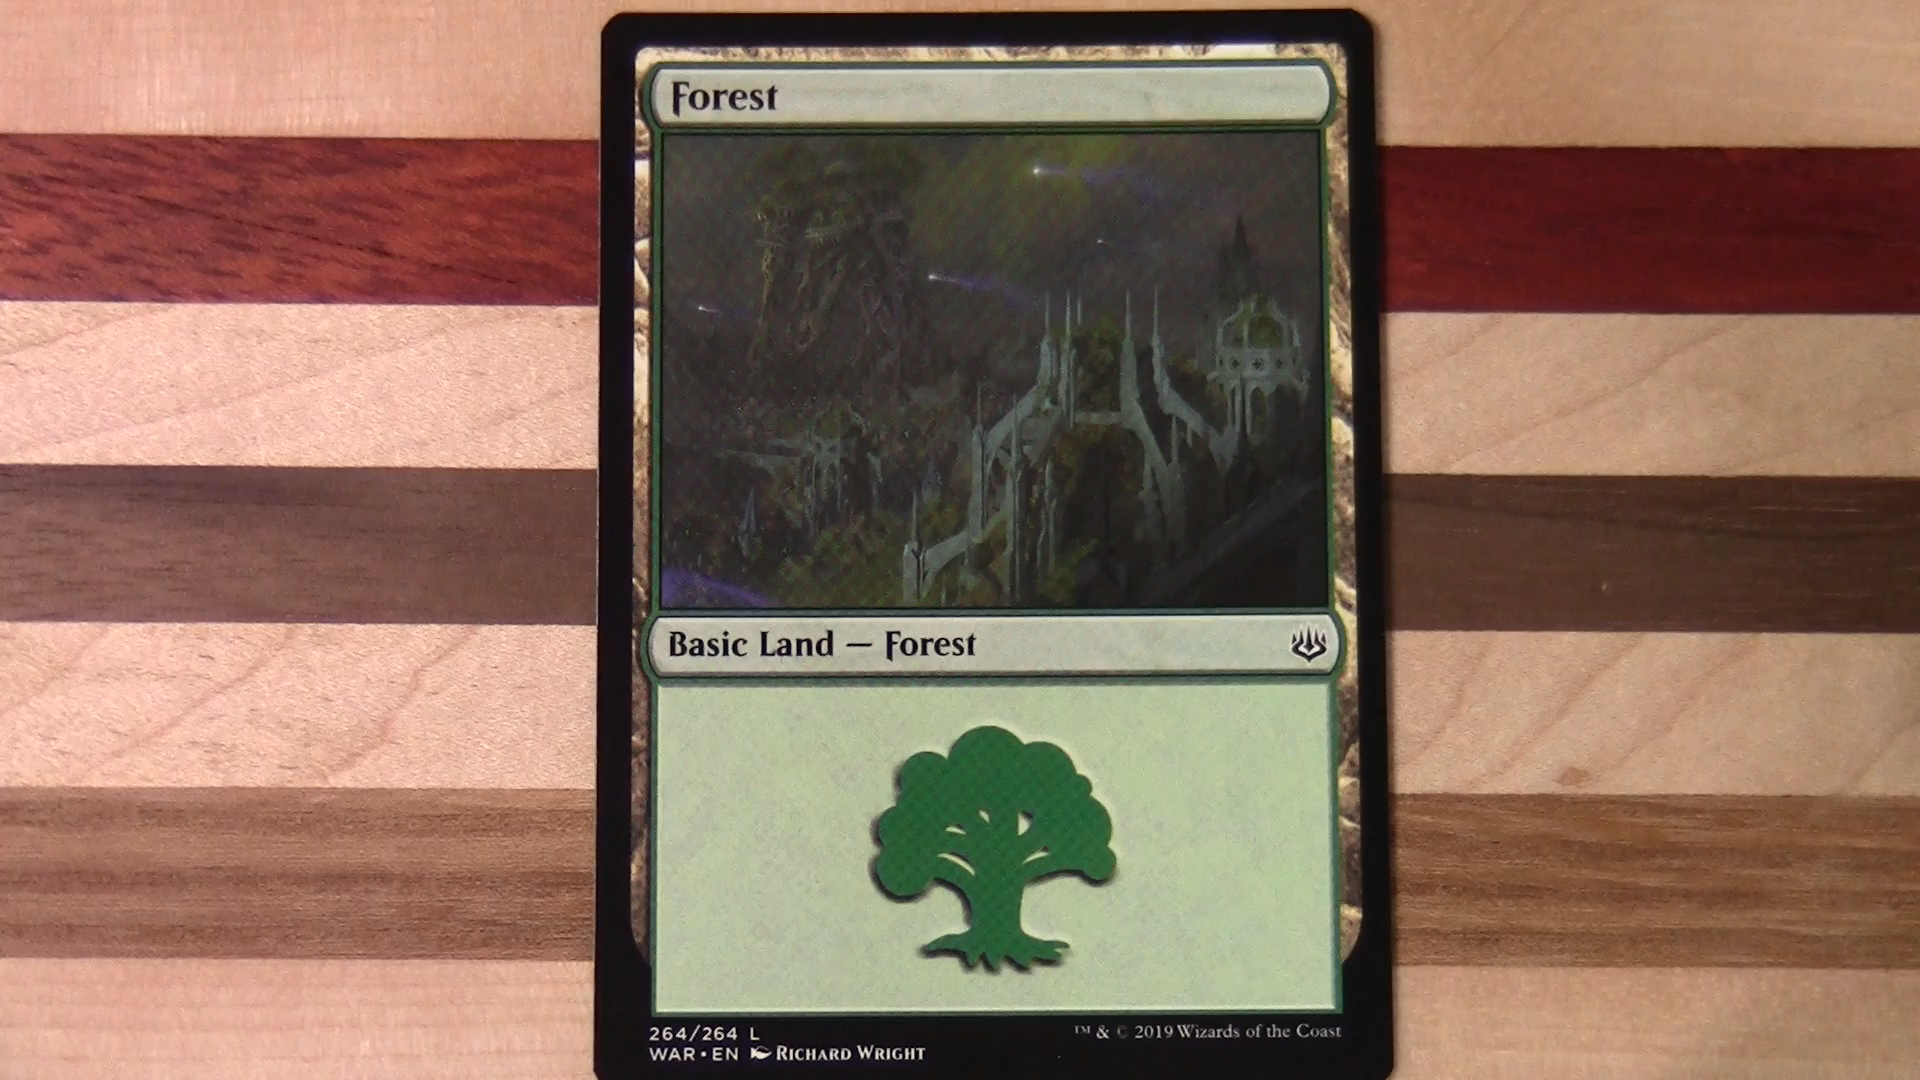 Forest
Basic Land — Forest
264/264 L
WAR • EN RICHARD WRIGHT
™ & © 2019 Wizards of the Coast